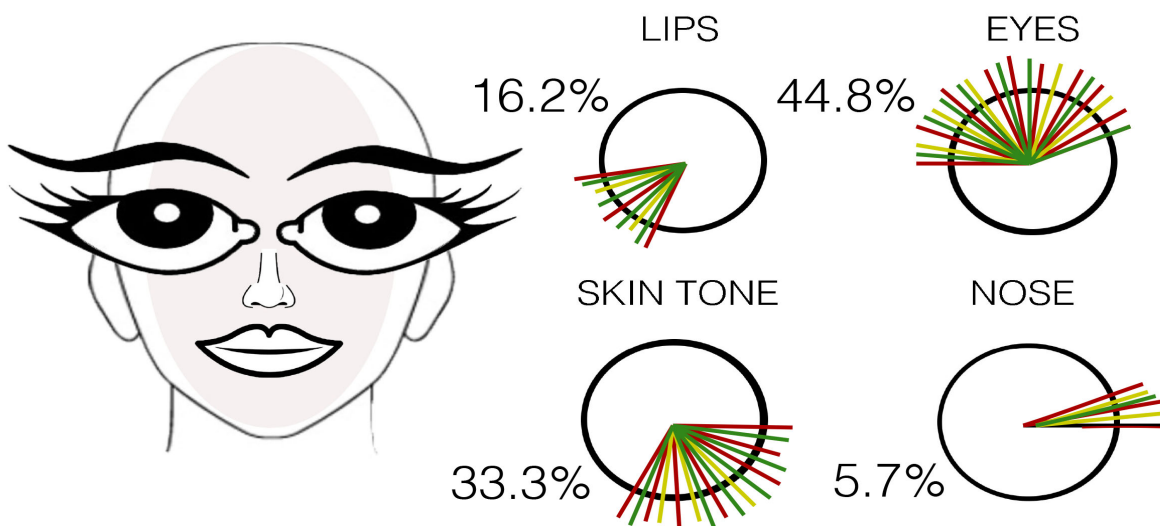 LIPS
16.2%
EYES
44.8%
SKIN TONE
33.3%
NOSE
5.7%